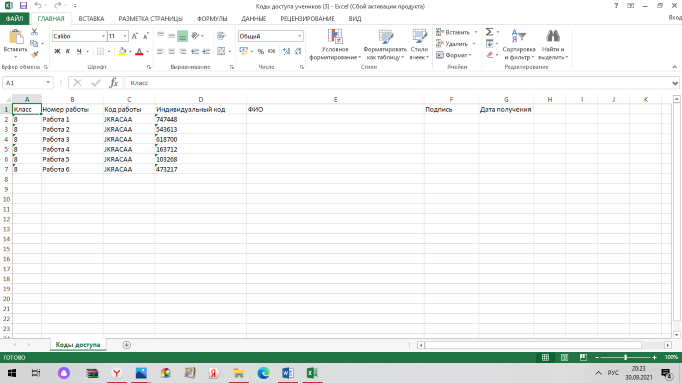 Коды доступа учеников [3] - Excel (Сбой активации продукта)
ФАЙЛ ГЛАВНАЯ ВСТАВКА РАЗМЕТКА СТРАНИЦЫ ФОРМУЛЫ ДАННЫЕ РЕЦЕНЗИРОВАНИЕ ВИД Вход
Вставить
Calibri 11
Ж К Ч
Общий
Условное форматирование
Форматировать как таблицу
Стили ячеек
Вставить
Удалить
Формат
Сортировка и фильтр
Найти и выделить
Буфер обмена Шрифт Выравнивание Число Стили Ячейки Редактирование
A1 fx Класс
A B C D E F G H I J K
1 Класс Номер работы Код работы Индивидуальный код ФИО Подпись Дата получения
2 8 Работа 1 JKRACAA 747448
3 8 Работа 2 JKRACAA 543613
4 8 Работа 3 JKRACAA 618700
5 8 Работа 4 JKRACAA 163712
6 8 Работа 5 JKRACAA 103268
7 8 Работа 6 JKRACAA 473217
8
9
10
11
12
13
14
15
16
17
18
19
20
21
22
23
Коды доступа
ГОТОВО 100%
РУС 20:23
30.09.2021